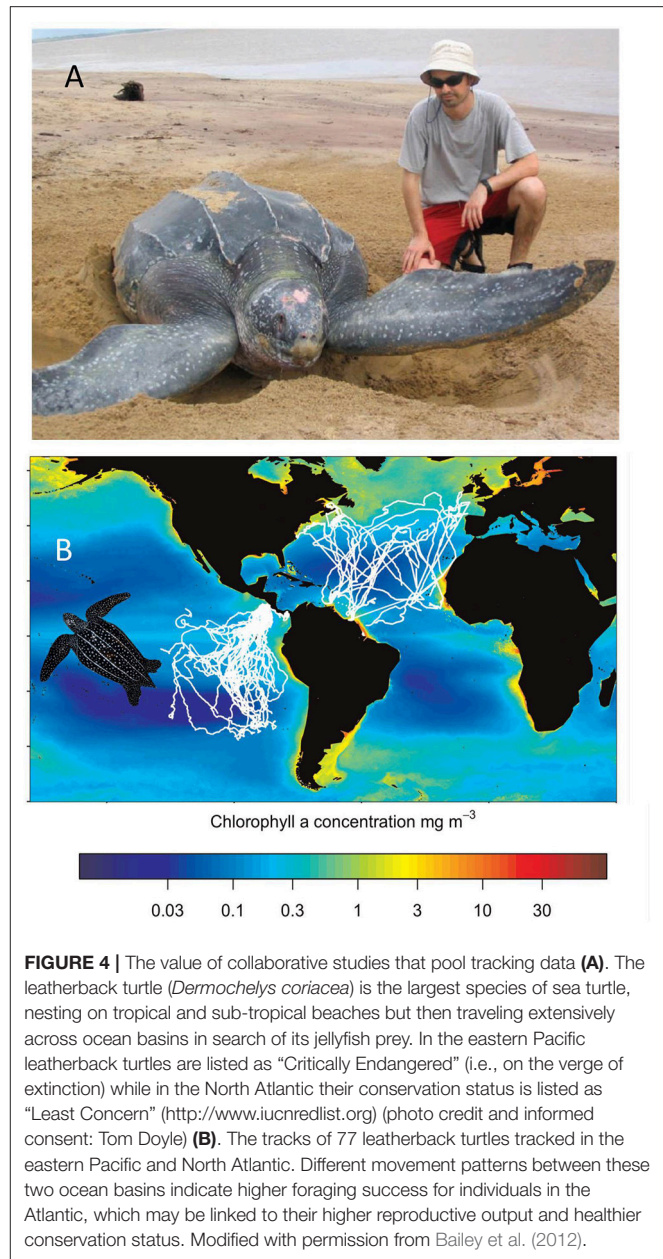 A
B
Chlorophyll a concentration mg m⁻³
0.03 0.1 0.3 1 3 10 30
FIGURE 4 | The value of collaborative studies that pool tracking data (A). The
leatherback turtle (Dermochelys coriacea) is the largest species of sea turtle,
nesting on tropical and sub-tropical beaches but then traveling extensively
across ocean basins in search of its jellyfish prey. In the eastern Pacific
leatherback turtles are listed as “Critically Endangered” (i.e., on the verge of
extinction) while in the North Atlantic their conservation status is listed as
“Least Concern” (http://www.iucnredlist.org) (photo credit and informed
consent: Tom Doyle) (B). The tracks of 77 leatherback turtles tracked in the
eastern Pacific and North Atlantic. Different movement patterns between these
two ocean basins indicate higher foraging success for individuals in the
Atlantic, which may be linked to their higher reproductive output and healthier
conservation status. Modified with permission from Bailey et al. (2012).